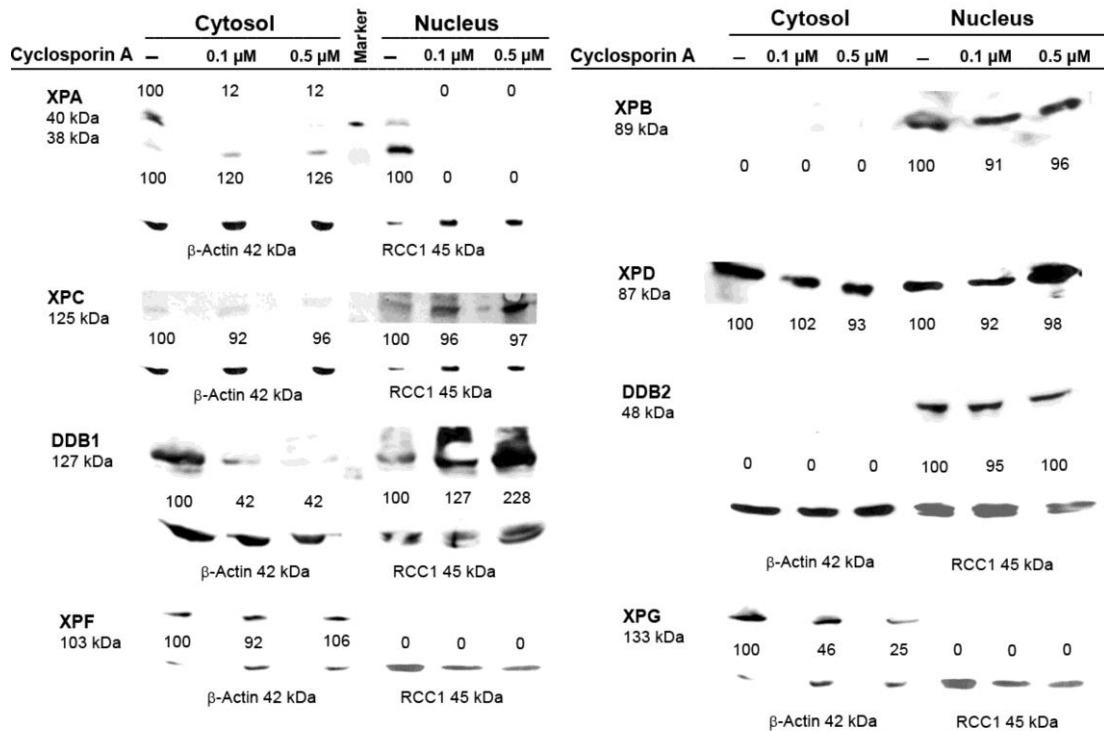 Cytosol Marker Nucleus
Cyclosporin A – 0.1 µM 0.5 µM – 0.1 µM 0.5 µM
XPA 100 12 12 0 0
40 kDa
38 kDa
100 120 126 100 0 0
β-Actin 42 kDa RCC1 45 kDa
XPC
125 kDa
100 92 96 100 96 97
β-Actin 42 kDa RCC1 45 kDa
DDB1
127 kDa
100 42 42 100 127 228
β-Actin 42 kDa RCC1 45 kDa
XPF
103 kDa 100 92 106 0 0 0
β-Actin 42 kDa RCC1 45 kDa
Cytosol Nucleus
Cyclosporin A – 0.1 µM 0.5 µM – 0.1 µM 0.5 µM
XPB
89 kDa
0 0 0 100 91 96
XPD
87 kDa
100 102 93 100 92 98
DDB2
48 kDa
0 0 0 100 95 100
β-Actin 42 kDa RCC1 45 kDa
XPG
133 kDa
100 46 25 0 0 0
β-Actin 42 kDa RCC1 45 kDa